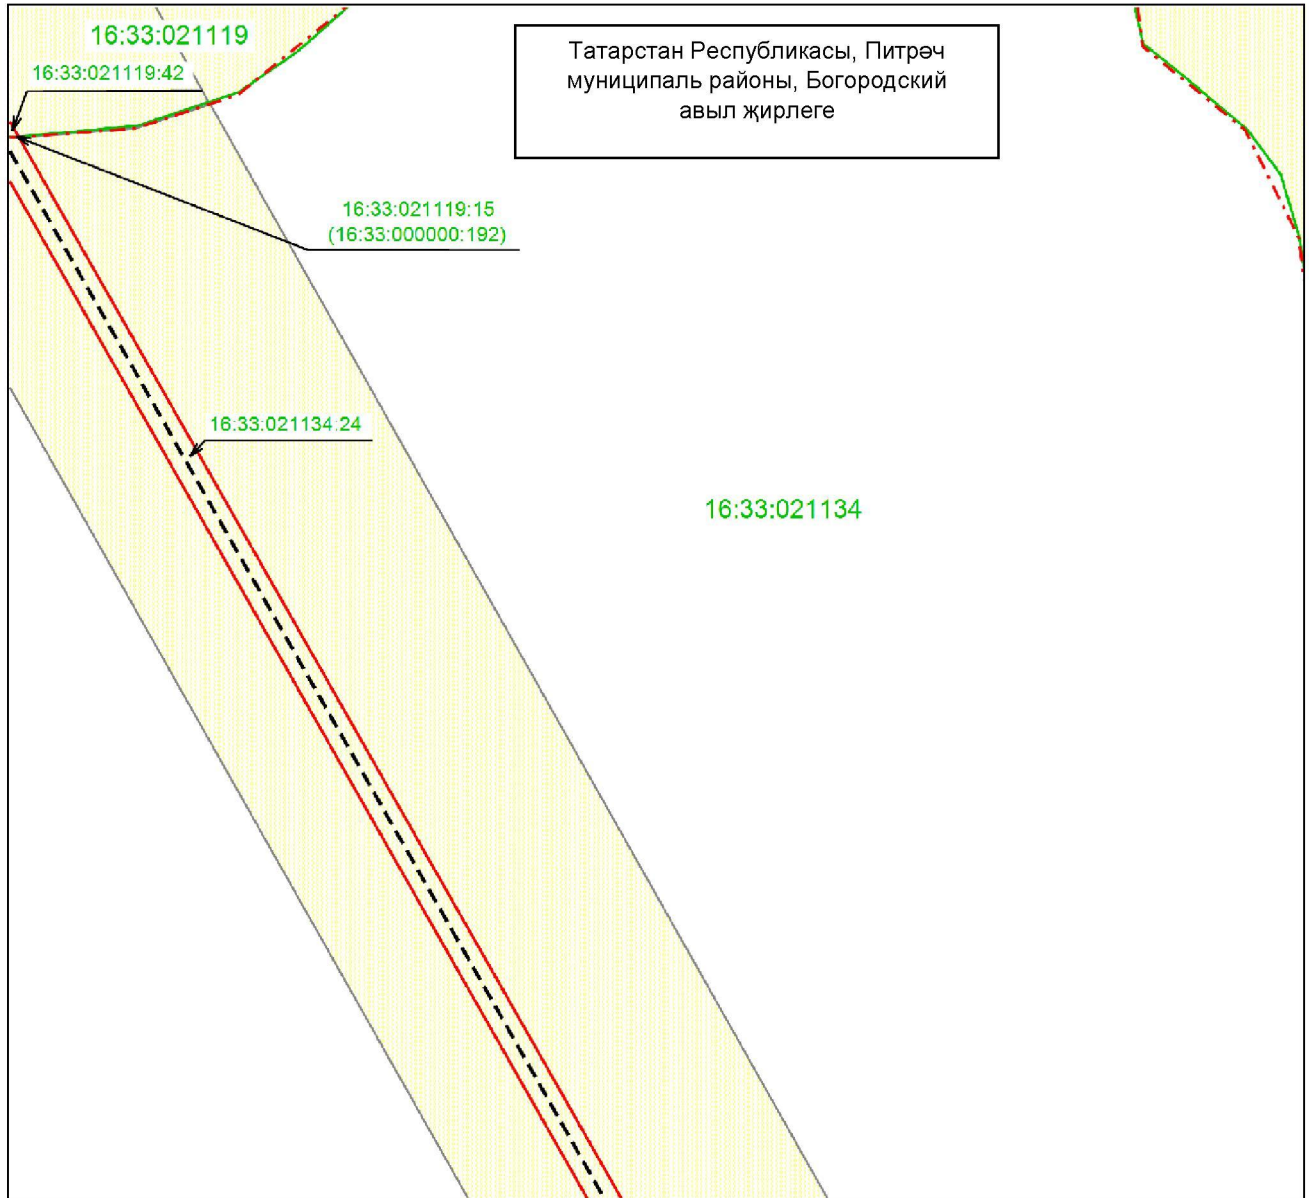 16:33:021119
16:33:021119:42
Татарстан Республикасы, Питрәч
муниципаль районы, Богородский
авыл җирлеге
16:33:021119:15
(16:33:000000:192)
16:33:021134:24
16:33:021134